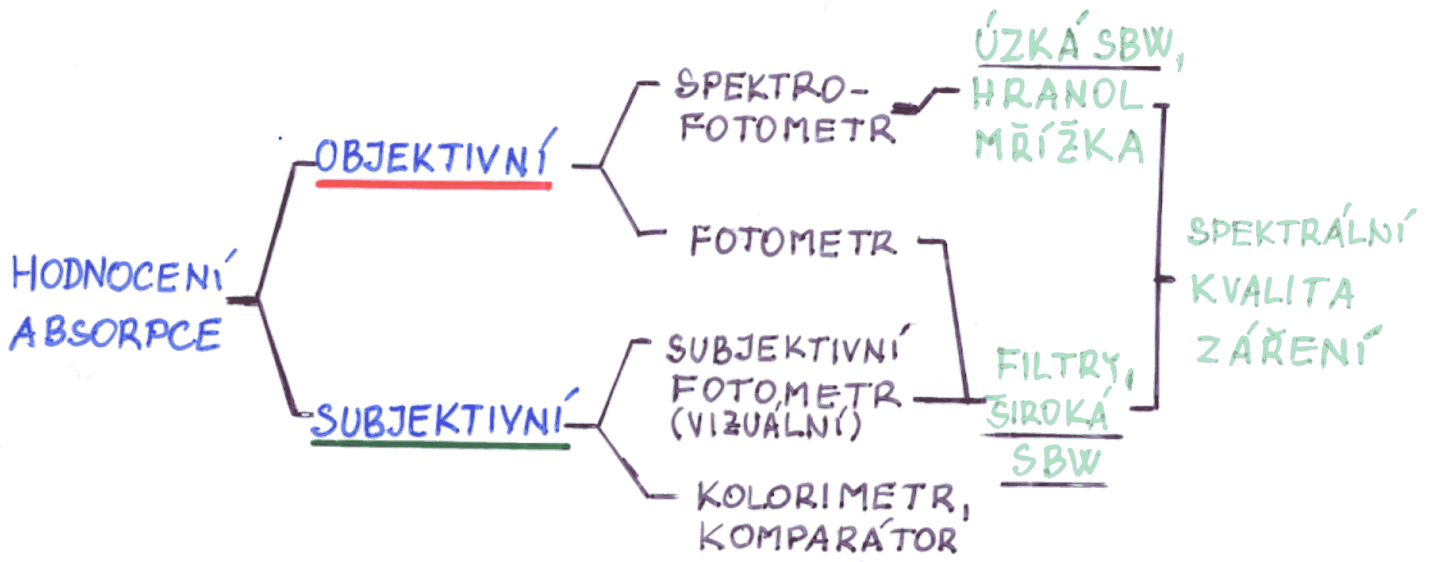 HODNOCENÍ
ABSORPCE
OBJEKTIVNÍ
SUBJEKTIVNÍ
SPEKTRO-
FOTOMETR
FOTOMETR
SUBJEKTIVNÍ
FOTOMETR
(VIZUÁLNÍ)
KOLORIMETR,
KOMPARÁTOR
ÚZKÁ SBW,
HRANOL
MŘÍŽKA
FILTRY,
ŠIROKÁ
SBW
SPEKTRÁLNÍ
KVALITA
ZÁŘENÍ